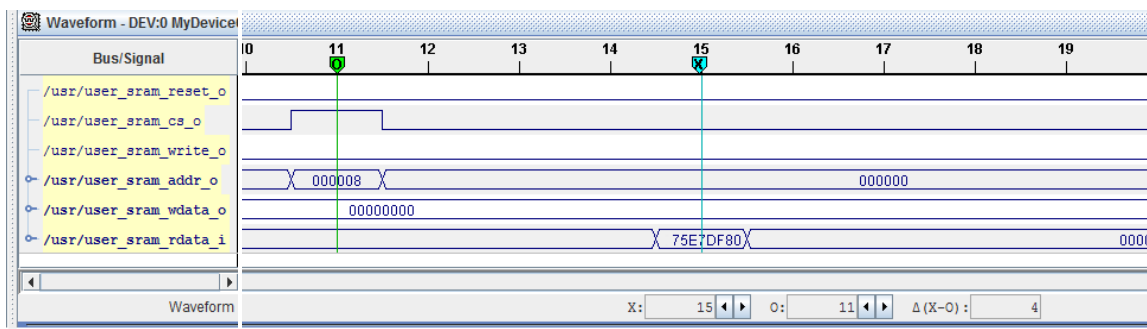 Waveform - DEV:0 MyDevice
Bus/Signal
10 11 12 13 14 15 16 17 18 19
O X
/usr/user_sram_reset_o
/usr/user_sram_cs_o
/usr/user_sram_write_o
/usr/user_sram_addr_o 000008 000000
/usr/user_sram_wdata_o 00000000
/usr/user_sram_rdata_i 75E7DF80 0000
Waveform X: 15 O: 11 Δ(X-O): 4